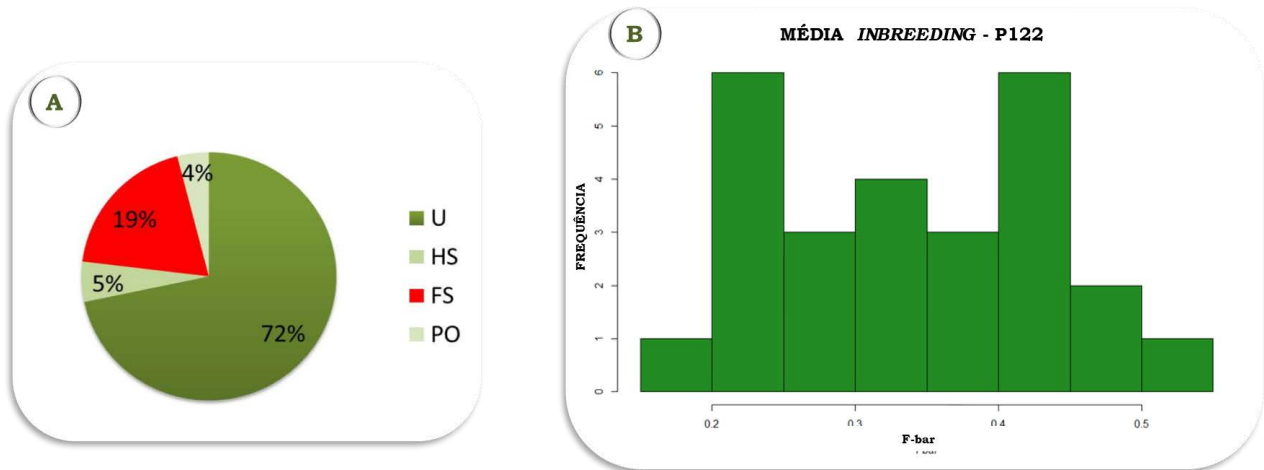 A
4%
19%
5%
72%
U
HS
FS
PO
B
MÉDIA INBREEDING - P122
FREQUÊNCIA
6
5
4
3
2
1
0
0.2 0.3 0.4 0.5
F-bar